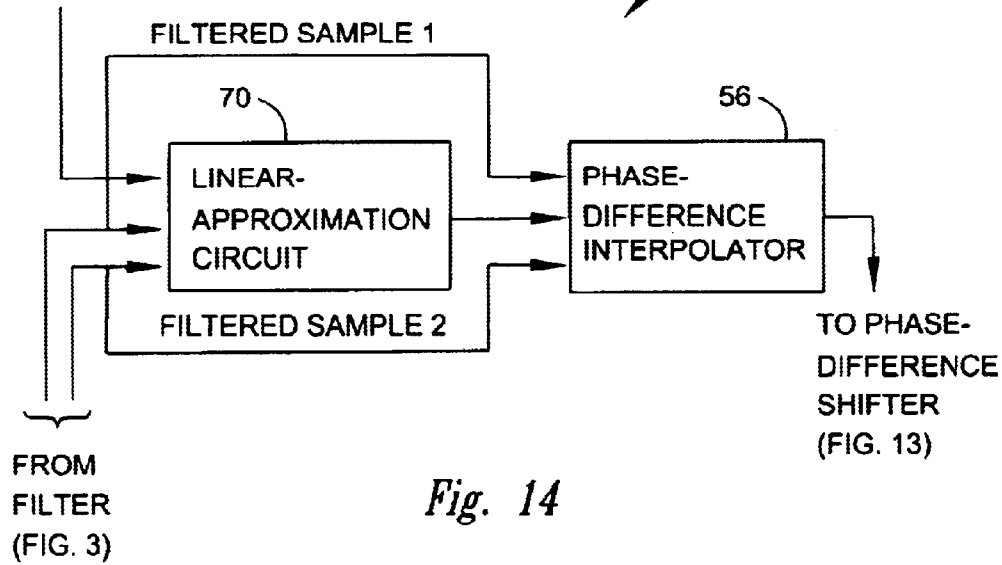 FILTERED SAMPLE 1
70
56
LINEAR-
APPROXIMATION
CIRCUIT
PHASE-
DIFFERENCE
INTERPOLATOR
FILTERED SAMPLE 2
TO PHASE-
DIFFERENCE
SHIFTER
(FIG. 13)
FROM
FILTER
(FIG. 3)
Fig. 14